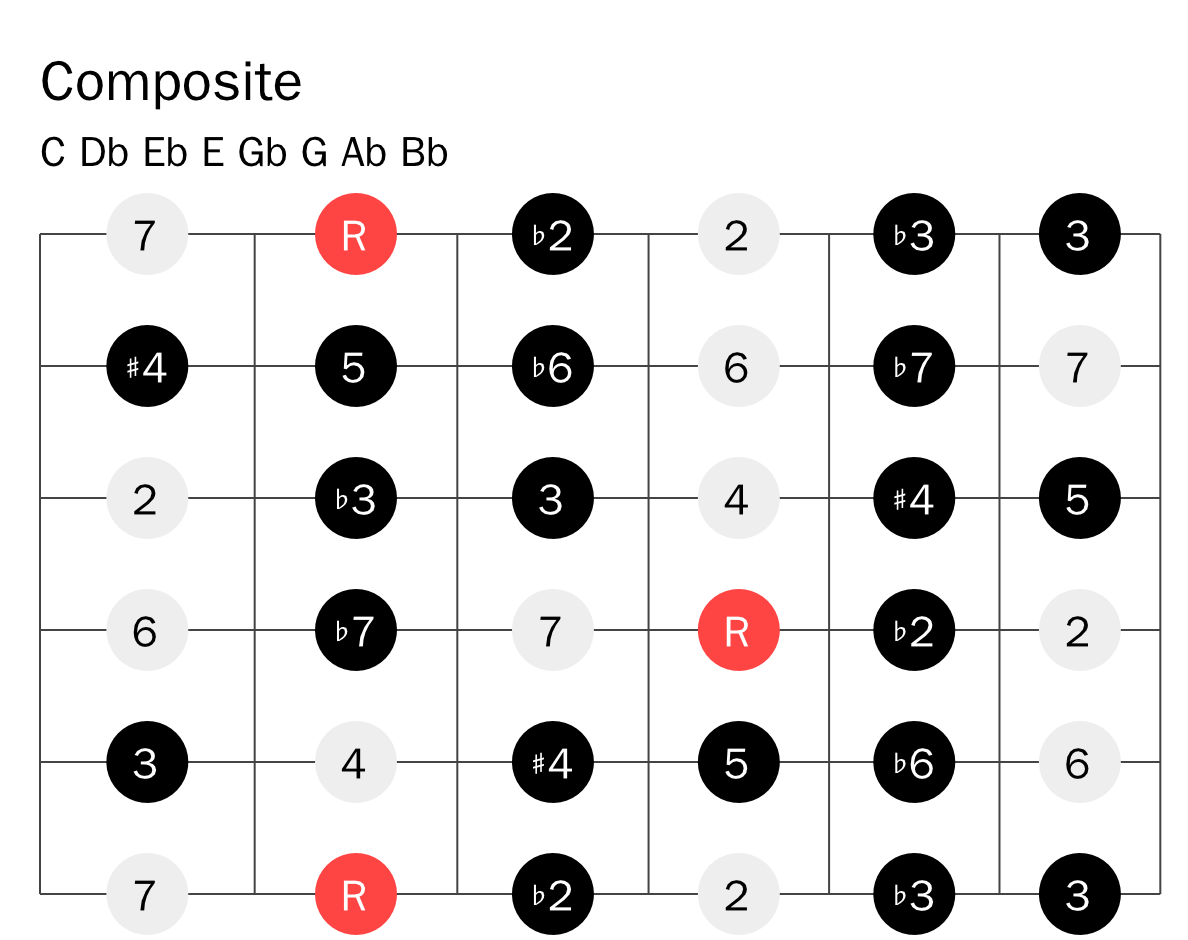 Composite
C Db Eb E Gb G Ab Bb
7 R ♭2 2 ♭3 3
♯4 5 ♭6 6 ♭7 7
2 ♭3 3 4 ♯4 5
6 ♭7 7 R ♭2 2
3 4 ♯4 5 ♭6 6
7 R ♭2 2 ♭3 3